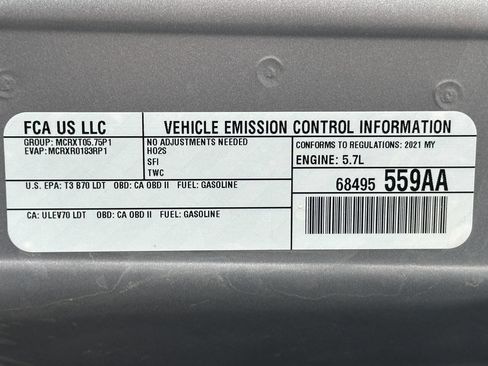 FCA US LLC
VEHICLE EMISSION CONTROL INFORMATION
GROUP: MCRXT05.75P1
EVAP: MCRXR0183RP1
NO ADJUSTMENTS NEEDED
HO2S
SFI
TWC
CONFORMS TO REGULATIONS: 2021 MY
ENGINE: 5.7L
U.S. EPA: T3 B70 LDT OBD: CA OBD II FUEL: GASOLINE
68495 559AA
CA: ULEV70 LDT OBD: CA OBD II FUEL: GASOLINE